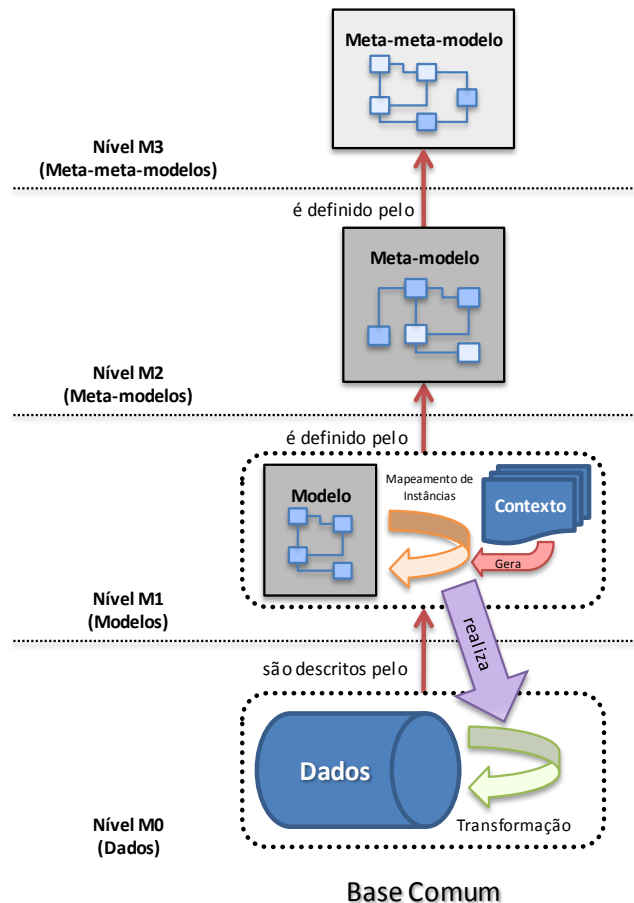 Meta-meta-modelo
Nível M3
(Meta-meta-modelos)
é definido pelo
Meta-modelo
Nível M2
(Meta-modelos)
é definido pelo
Modelo
Mapeamento de
Instâncias
Contexto
Gera
Nível M1
(Modelos)
realiza
são descritos pelo
Dados
Transformação
Nível M0
(Dados)
Base Comum